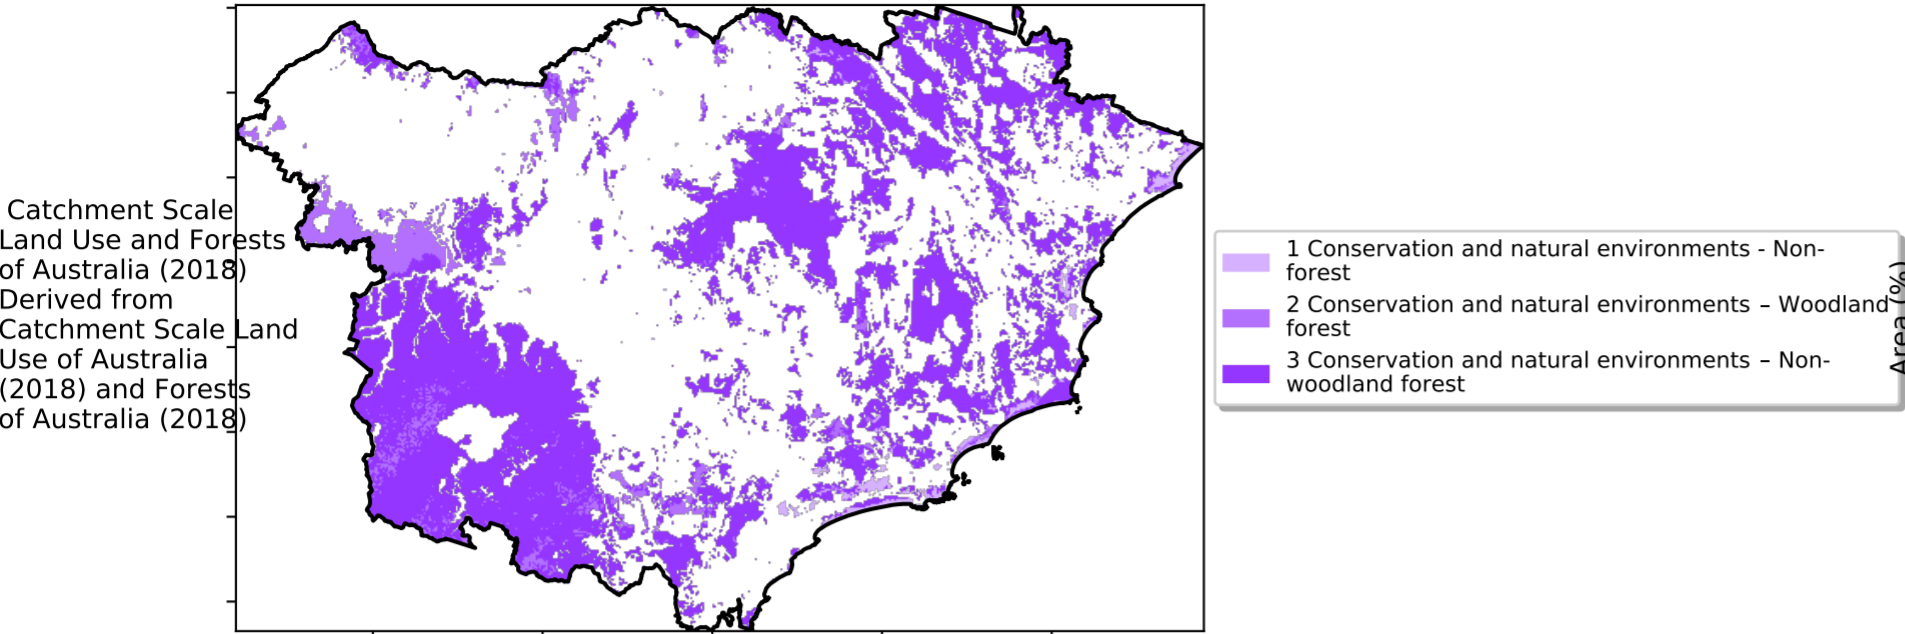 Catchment Scale
Land Use and Forests
of Australia (2018)
Derived from
Catchment Scale Land
Use of Australia
(2018) and Forests
of Australia (2018)
1 Conservation and natural environments - Non-
forest
2 Conservation and natural environments – Woodland
forest
3 Conservation and natural environments – Non-
woodland forest
Area (%)